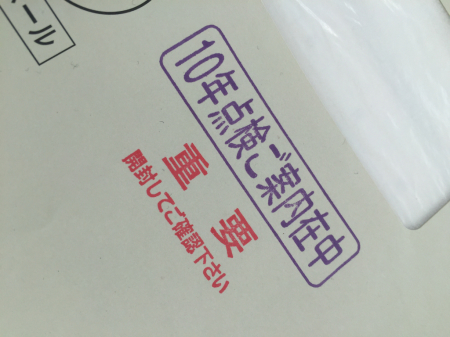 ール
10年点検ご案内在中
重要
開封してご確認下さい